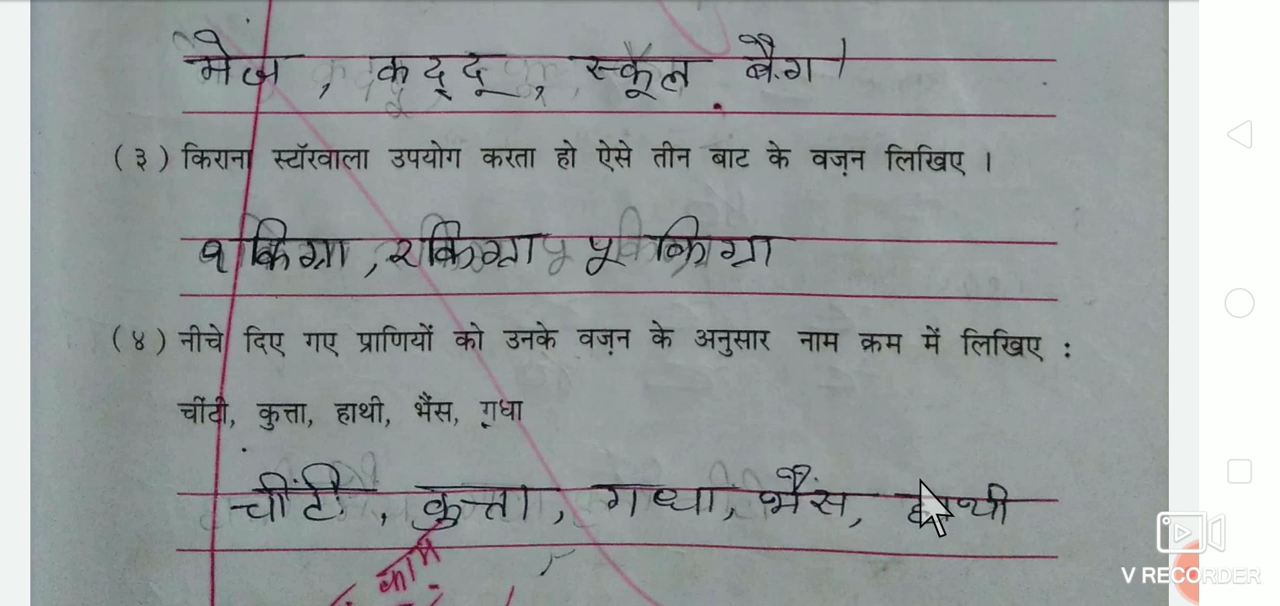 मेज, कद्दू, स्कूल बैग।
(३) किराना स्टॉरवाला उपयोग करता हो ऐसे तीन बाट के वज़न लिखिए ।
१ किग्रा, २ किग्रा ५ किग्रा
(४) नीचे दिए गए प्राणियों को उनके वज़न के अनुसार नाम क्रम में लिखिए :
चींटी, कुत्ता, हाथी, भैंस, गधा
चींटी, कुत्ता, गधा, भैंस, हाथी
काम
V RECORDER